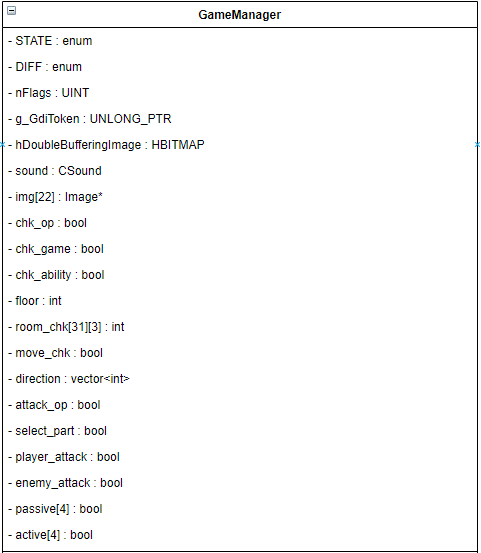 GameManager
- STATE : enum
- DIFF : enum
- nFlags : UINT
- g_GdiToken : UNLONG_PTR
- hDoubleBufferingImage : HBITMAP
- sound : CSound
- img[22] : Image*
- chk_op : bool
- chk_game : bool
- chk_ability : bool
- floor : int
- room_chk[31][3] : int
- move_chk : bool
- direction : vector<int>
- attack_op : bool
- select_part : bool
- player_attack : bool
- enemy_attack : bool
- passive[4] : bool
- active[4] : bool